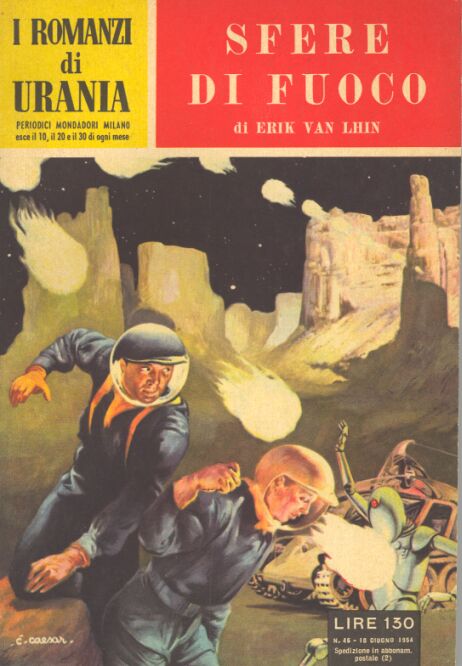 I ROMANZI
di
URANIA
PERIODICI MONDADORI MILANO
esce il 10, il 20 e il 30 di ogni mese
SFERE
DI FUOCO
di ERIK VAN LHIN
c. caesar.
LIRE 130
N. 46 - 18 GIUGNO 1954
Spedizione in abbonam.
postale (2)